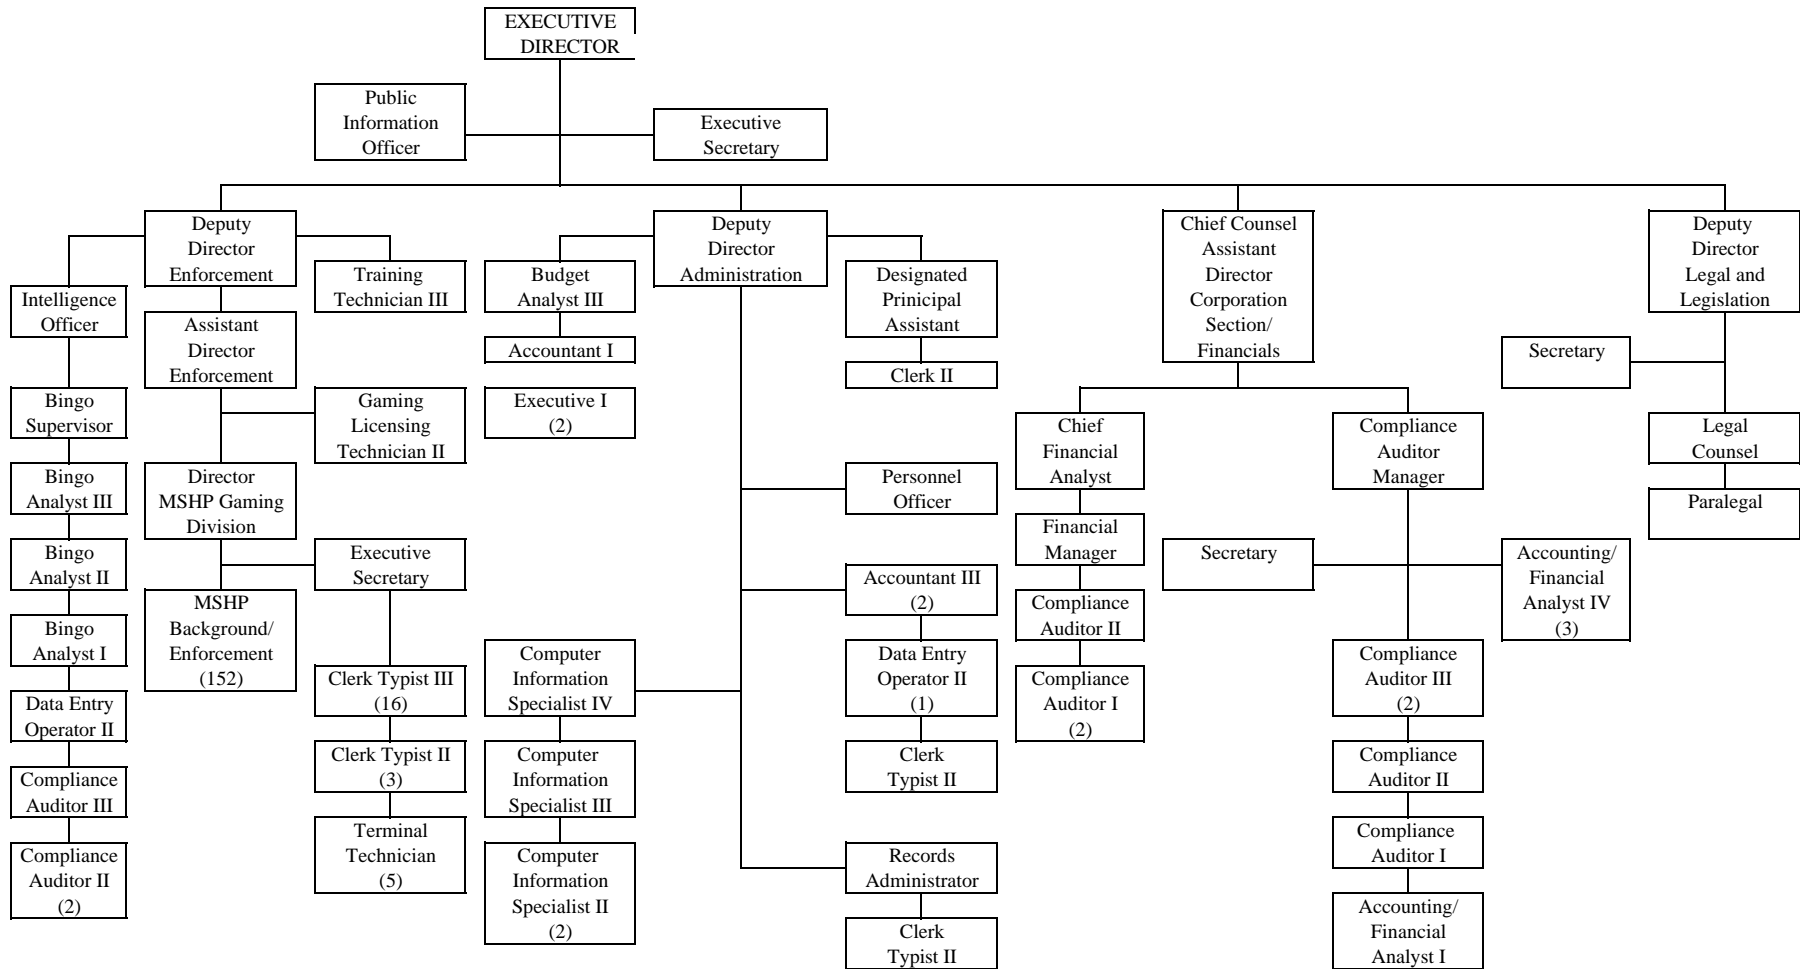 EXECUTIVE
DIRECTOR
Public
Information
Officer
Executive
Secretary
Deputy
Director
Enforcement
Training
Technician III
Intelligence
Officer
Assistant
Director
Enforcement
Bingo
Supervisor
Gaming
Licensing
Technician II
Bingo
Analyst III
Director
MSHP Gaming
Division
Bingo
Analyst II
Executive
Secretary
MSHP
Background/
Enforcement
(152)
Bingo
Analyst I
Clerk Typist III
(16)
Data Entry
Operator II
Clerk Typist II
(3)
Compliance
Auditor III
Terminal
Technician
(5)
Compliance
Auditor II
(2)
Deputy
Director
Administration
Budget
Analyst III
Accountant I
Executive I
(2)
Designated
Prinicipal
Assistant
Clerk II
Personnel
Officer
Accountant III
(2)
Data Entry
Operator II
(1)
Clerk
Typist II
Computer
Information
Specialist IV
Computer
Information
Specialist III
Computer
Information
Specialist II
(2)
Records
Administrator
Clerk
Typist II
Chief Counsel
Assistant
Director
Corporation
Section/
Financials
Chief
Financial
Analyst
Financial
Manager
Compliance
Auditor II
Compliance
Auditor I
(2)
Compliance
Auditor
Manager
Secretary
Accounting/
Financial
Analyst IV
(3)
Compliance
Auditor III
(2)
Compliance
Auditor II
Compliance
Auditor I
Accounting/
Financial
Analyst I
Deputy
Director
Legal and
Legislation
Secretary
Legal
Counsel
Paralegal